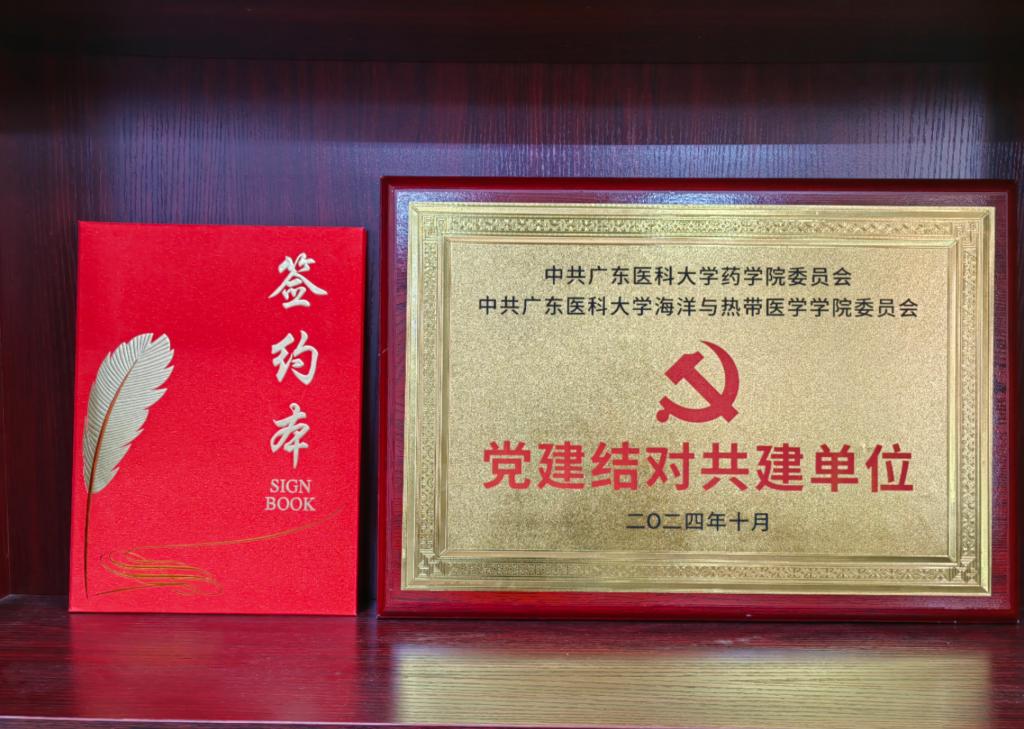 签约本
SIGN
BOOK
中共广东医科大学药学院委员会
中共广东医科大学海洋与热带医学学院委员会
党建结对共建单位
二〇二四年十月